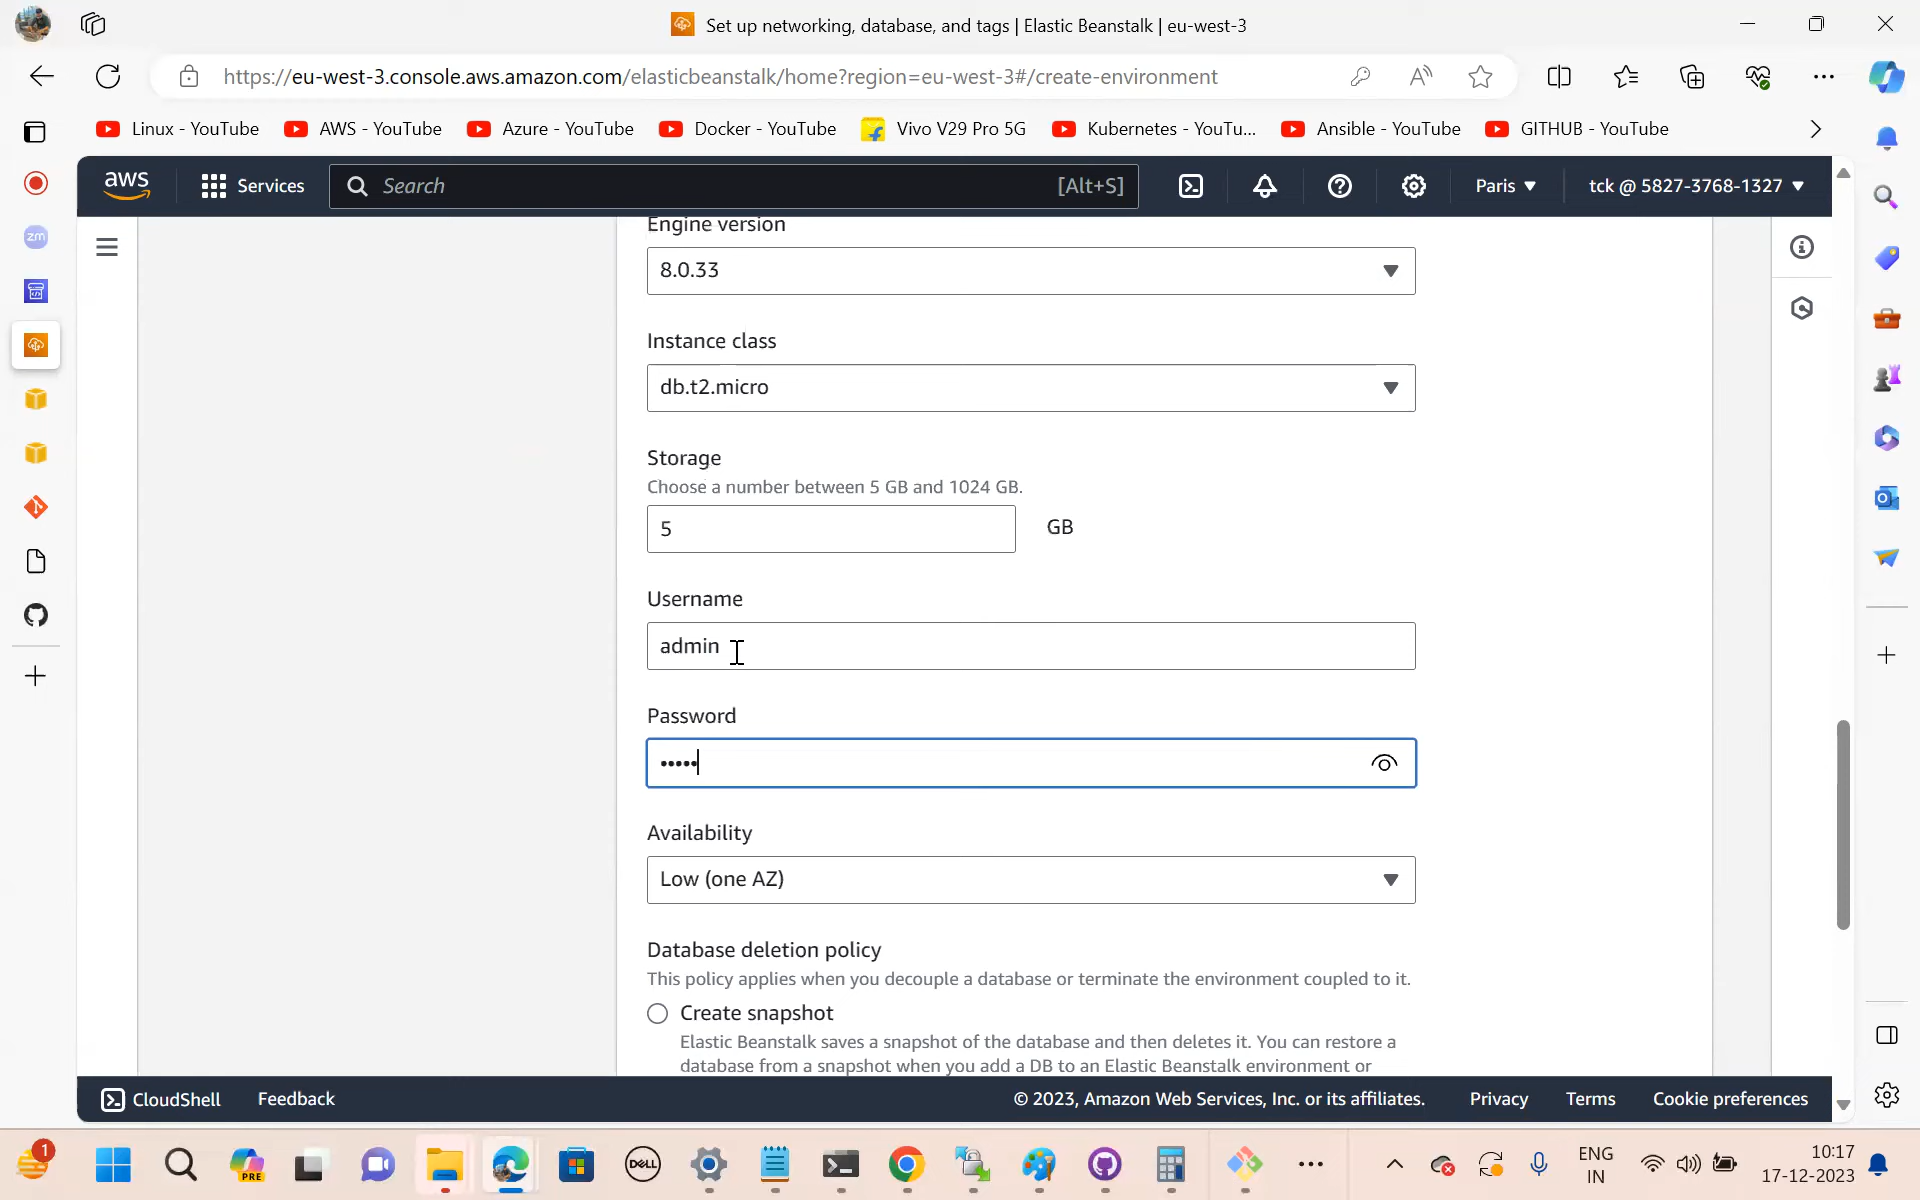 Set up networking, database, and tags | Elastic Beanstalk | eu-west-3
https://eu-west-3.console.aws.amazon.com/elasticbeanstalk/home?region=eu-west-3#/create-environment
Linux - YouTube
AWS - YouTube
Azure - YouTube
Docker - YouTube
Vivo V29 Pro 5G
Kubernetes - YouTu...
Ansible - YouTube
GITHUB - YouTube
aws
Services
Search
[Alt+S]
Paris
tck @ 5827-3768-1327
zm
Engine version
8.0.33
Instance class
db.t2.micro
Storage
Choose a number between 5 GB and 1024 GB.
5
GB
Username
admin
Password
•••••
Availability
Low (one AZ)
Database deletion policy
This policy applies when you decouple a database or terminate the environment coupled to it.
Create snapshot
Elastic Beanstalk saves a snapshot of the database and then deletes it. You can restore a
database from a snapshot when you add a DB to an Elastic Beanstalk environment or
CloudShell
Feedback
© 2023, Amazon Web Services, Inc. or its affiliates.
Privacy
Terms
Cookie preferences
1
PRE
DELL
ENG
IN
10:17
17-12-2023